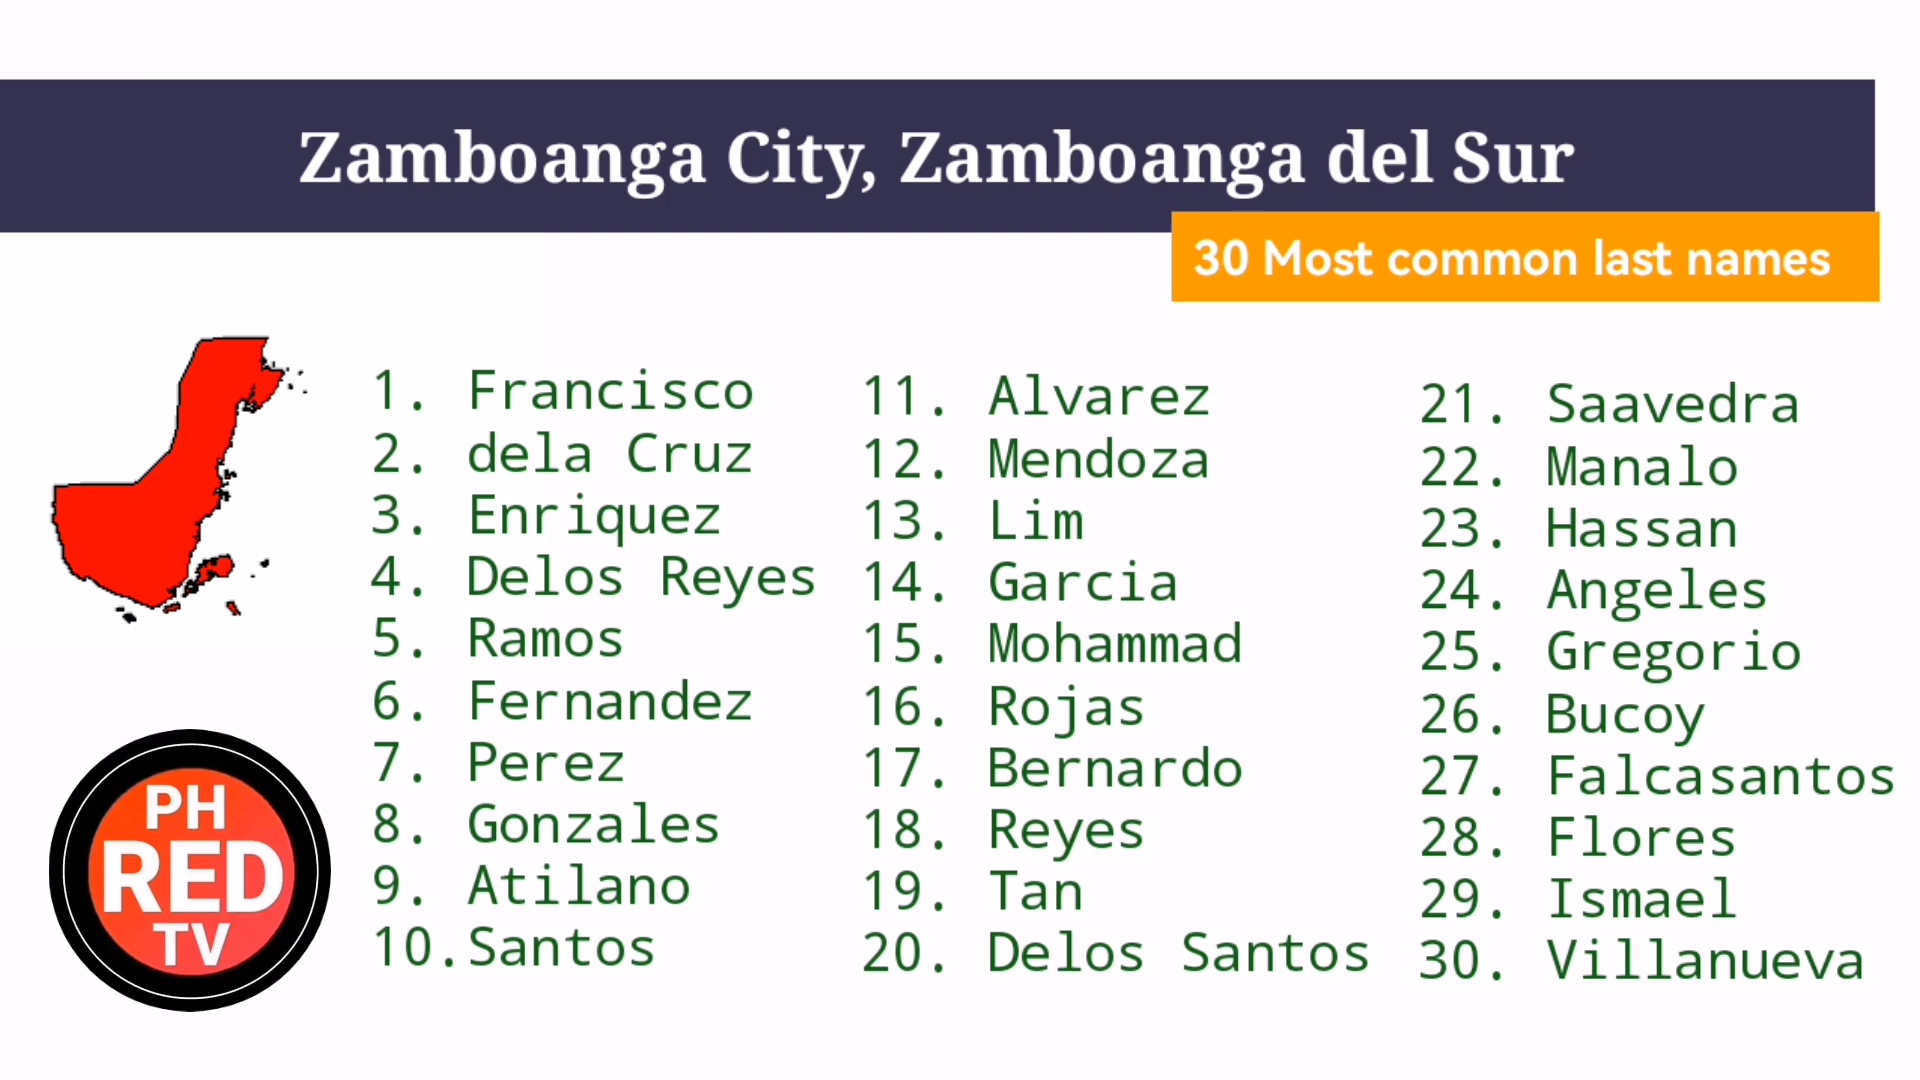 Zamboanga City, Zamboanga del Sur
30 Most common last names
1. Francisco
2. dela Cruz
3. Enriquez
4. Delos Reyes
5. Ramos
6. Fernandez
7. Perez
8. Gonzales
9. Atilano
10.Santos
11. Alvarez
12. Mendoza
13. Lim
14. Garcia
15. Mohammad
16. Rojas
17. Bernardo
18. Reyes
19. Tan
20. Delos Santos
21. Saavedra
22. Manalo
23. Hassan
24. Angeles
25. Gregorio
26. Bucoy
27. Falcasantos
28. Flores
29. Ismael
30. Villanueva
PH
RED
TV